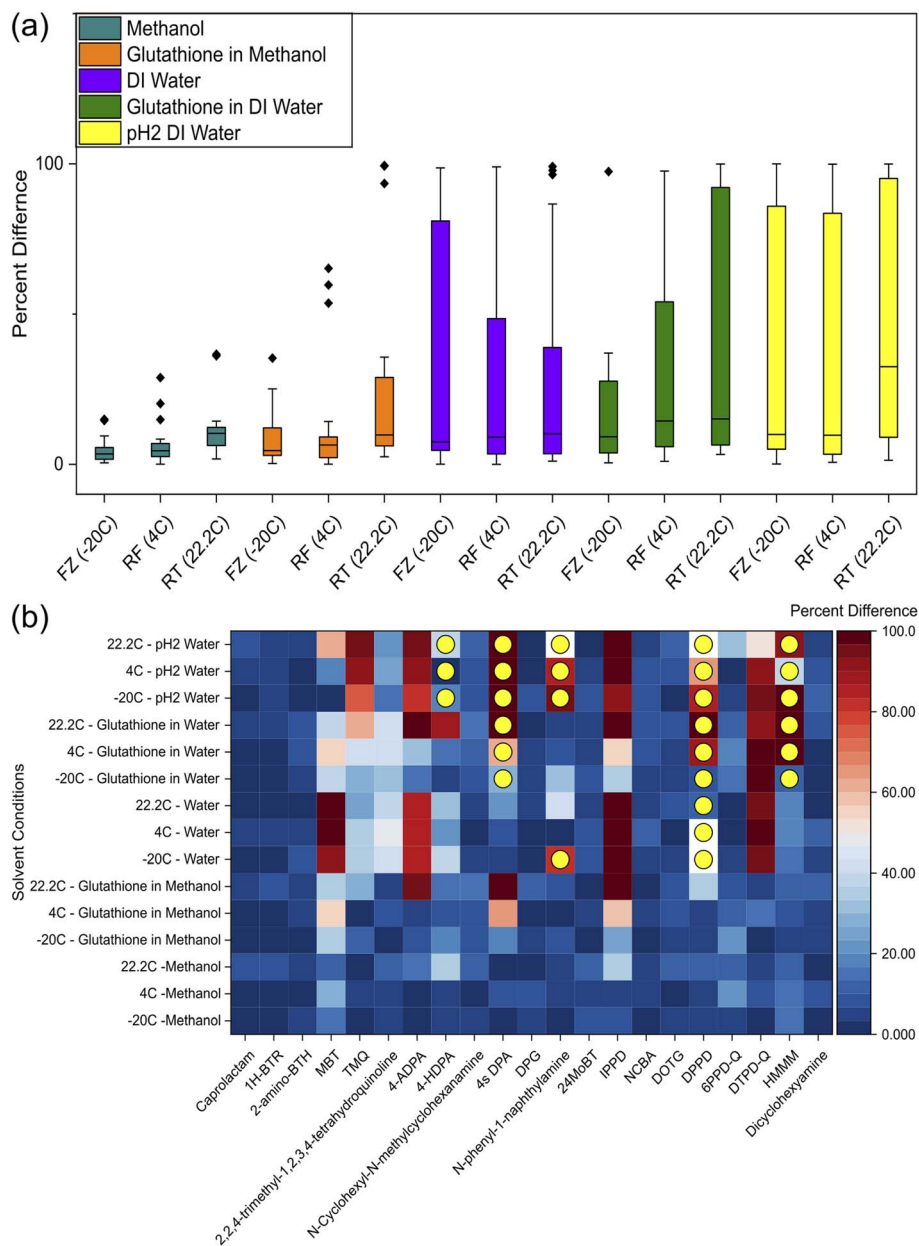 (a)
Methanol
Glutathione in Methanol
DI Water
Glutathione in DI Water
pH2 DI Water
Percent Differnce
100
0
FZ (-20C)
RF (4C)
RT (22.2C)
FZ (-20C)
RF (4C)
RT (22.2C)
FZ (-20C)
RF (4C)
RT (22.2C)
FZ (-20C)
RF (4C)
RT (22.2C)
FZ (-20C)
RF (4C)
RT (22.2C)
(b)
Percent Difference
Solvent Conditions
22.2C - pH2 Water
4C - pH2 Water
-20C - pH2 Water
22.2C - Glutathione in Water
4C - Glutathione in Water
-20C - Glutathione in Water
22.2C - Water
4C - Water
-20C - Water
22.2C - Glutathione in Methanol
4C - Glutathione in Methanol
-20C - Glutathione in Methanol
22.2C -Methanol
4C -Methanol
-20C -Methanol
100.0
80.00
60.00
40.00
20.00
0.000
Caprolactam
1H-BTR
2-amino-BTH
MBT
TMQ
2,2,4-trimethyl-1,2,3,4-tetrahydroquinoline
4-ADPA
4-HDPA
N-Cyclohexyl-N-methylcyclohexanamine
4s DPA
DPG
N-phenyl-1-naphthylamine
24MoBT
IPPD
NCBA
DOTG
DPPD
6PPD-Q
DTPD-Q
HMMM
Dicyclohexyamine